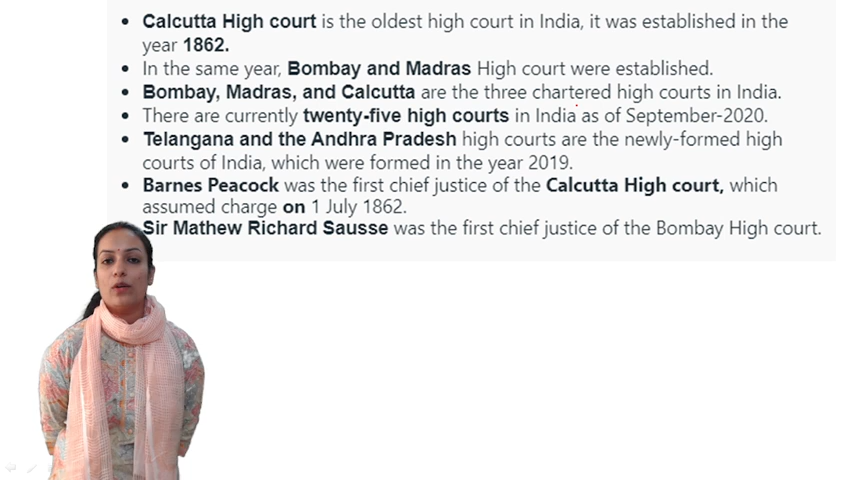 • Calcutta High court is the oldest high court in India, it was established in the
year 1862.
• In the same year, Bombay and Madras High court were established.
• Bombay, Madras, and Calcutta are the three chartered high courts in India.
• There are currently twenty-five high courts in India as of September-2020.
• Telangana and the Andhra Pradesh high courts are the newly-formed high
courts of India, which were formed in the year 2019.
• Barnes Peacock was the first chief justice of the Calcutta High court, which
assumed charge on 1 July 1862.
Sir Mathew Richard Sausse was the first chief justice of the Bombay High court.